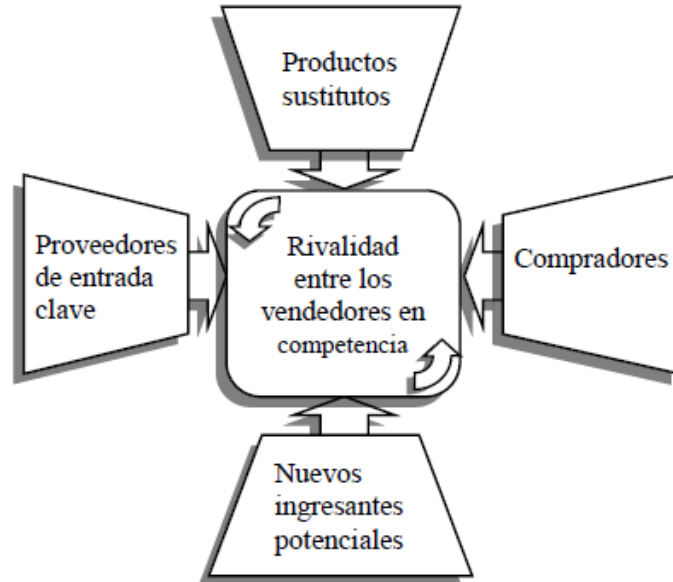 Productos
sustitutos
Proveedores
de entrada
clave
Rivalidad
entre los
vendedores en
competencia
Compradores
Nuevos
ingresantes
potenciales